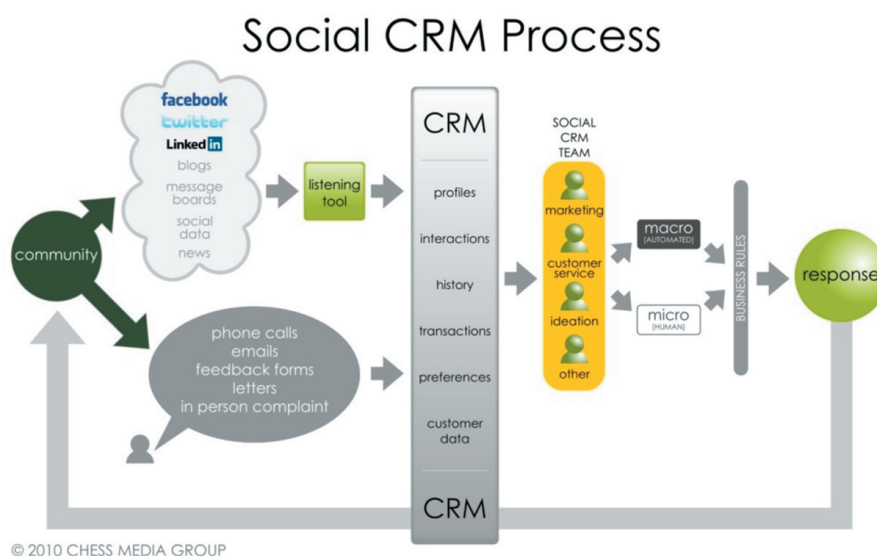 Social CRM Process
facebook
twitter
Linked in
blogs
message
boards
social
data
news
community
listening
tool
phone calls
emails
feedback forms
letters
in person complaint
CRM
profiles
interactions
history
transactions
preferences
customer
data
CRM
SOCIAL
CRM
TEAM
marketing
customer
service
ideation
other
macro
[AUTOMATED]
micro
[HUMAN]
BUSINESS RULES
response
© 2010 CHESS MEDIA GROUP